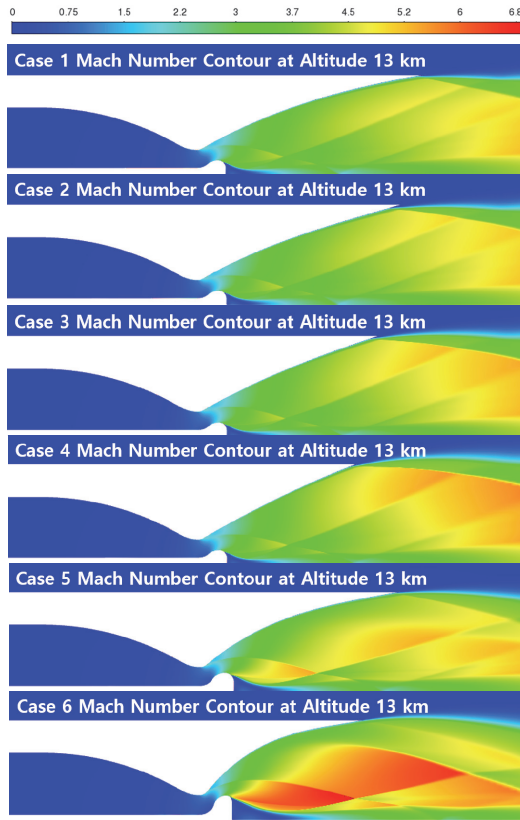 0 0.75 1.5 2.2 3 3.7 4.5 5.2 6 6.8
Case 1 Mach Number Contour at Altitude 13 km
Case 2 Mach Number Contour at Altitude 13 km
Case 3 Mach Number Contour at Altitude 13 km
Case 4 Mach Number Contour at Altitude 13 km
Case 5 Mach Number Contour at Altitude 13 km
Case 6 Mach Number Contour at Altitude 13 km